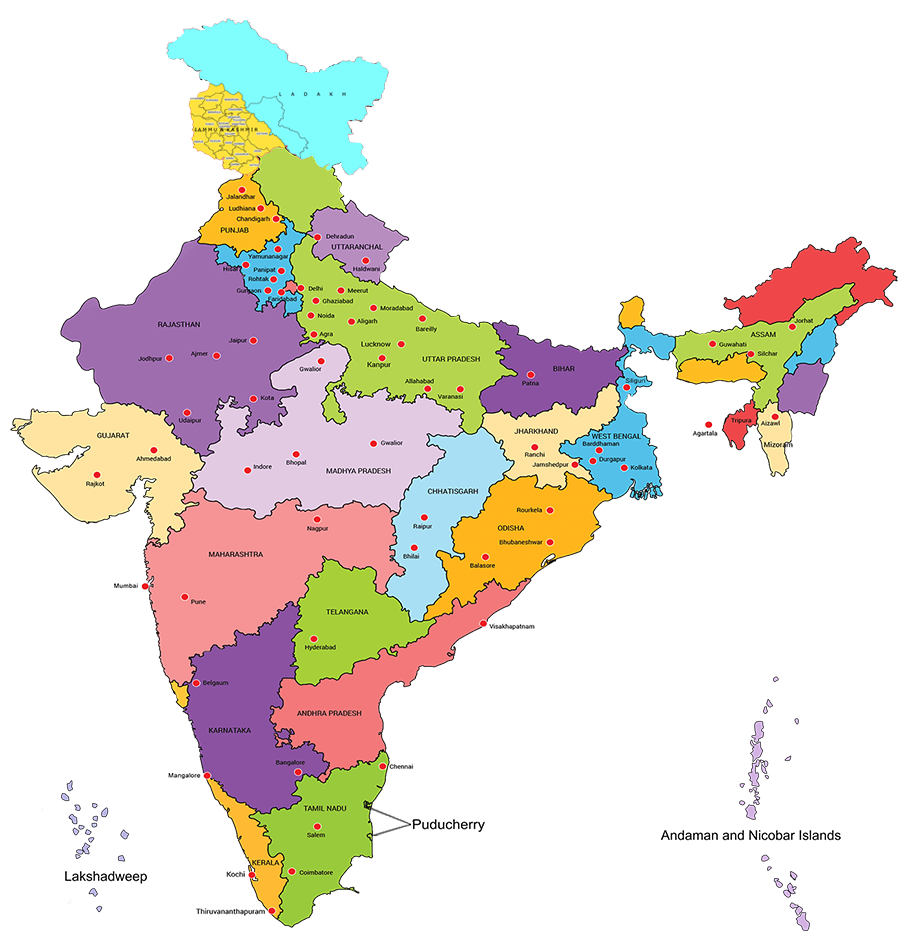 L A D A K H
JAMMU & KASHMIR
Jalandhar
Ludhiana
Chandigarh
PUNJAB
Dehradun
UTTARANCHAL
Haldwani
Yamunanagar
Hisar
Panipat
Rohtak
Gurgaon
Faridabad
Delhi
Meerut
Ghaziabad
Moradabad
Noida
Aligarh
Bareilly
Agra
Lucknow
Kanpur
UTTAR PRADESH
Allahabad
Varanasi
RAJASTHAN
Jaipur
Ajmer
Jodhpur
Kota
Udaipur
Gwalior
BIHAR
Patna
Siliguri
ASSAM
Jorhat
Guwahati
Silchar
Tripura
Agartala
Aizawl
Mizoram
GUJARAT
Ahmedabad
Rajkot
Gwalior
Bhopal
Indore
MADHYA PRADESH
JHARKHAND
Ranchi
Jamshedpur
WEST BENGAL
Barddhaman
Durgapur
Kolkata
CHHATISGARH
Raipur
Bhilai
Rourkela
ODISHA
Bhubaneshwar
Balasore
Nagpur
MAHARASHTRA
Mumbai
Pune
TELANGANA
Hyderabad
Visakhapatnam
Belgaum
ANDHRA PRADESH
KARNATAKA
Bangalore
Mangalore
Chennai
TAMIL NADU
Salem
Puducherry
KERALA
Kochi
Coimbatore
Thiruvananthapuram
Lakshadweep
Andaman and Nicobar Islands